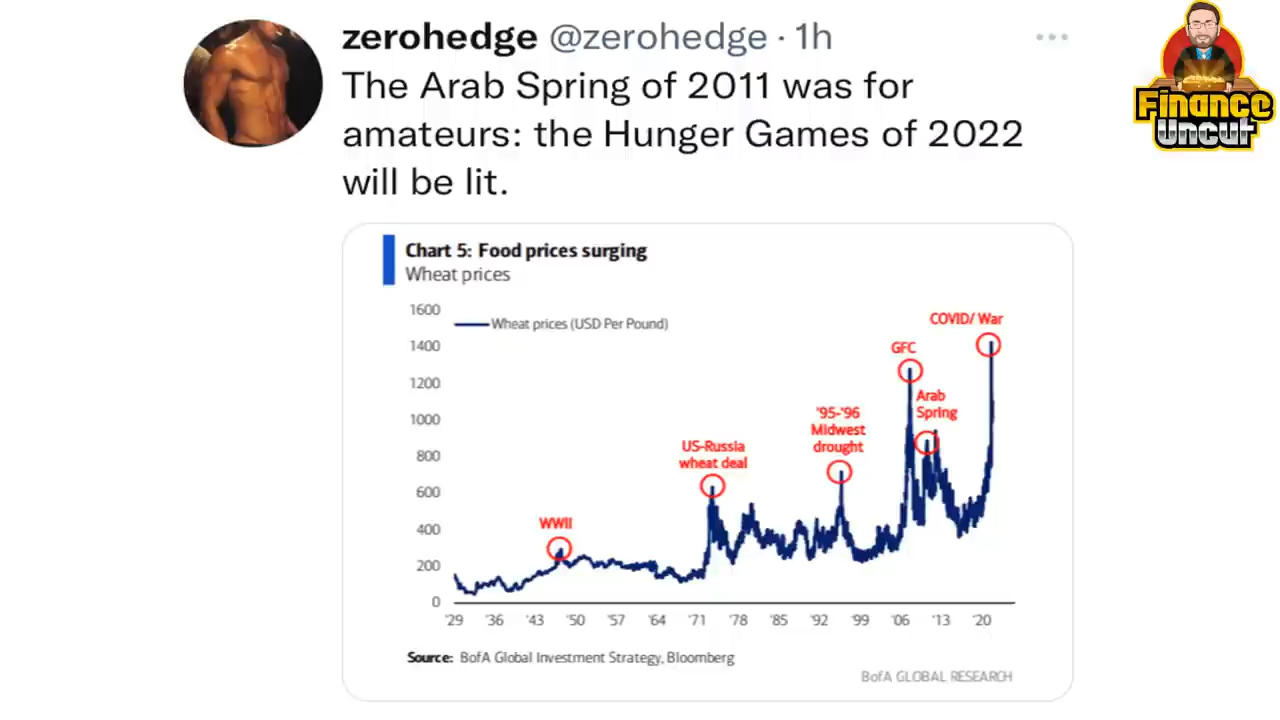 zerohedge @zerohedge · 1h
The Arab Spring of 2011 was for
amateurs: the Hunger Games of 2022
will be lit.
Finance
Uncut
Chart 5: Food prices surging
Wheat prices
1600
1400
1200
1000
800
600
400
200
0
Wheat prices (USD Per Pound)
WWII
US-Russia
wheat deal
'95-'96
Midwest
drought
GFC
Arab
Spring
COVID/ War
'29 '36 '43 '50 '57 '64 '71 '78 '85 '92 '99 '06 '13 '20
Source: BofA Global Investment Strategy, Bloomberg
BofA GLOBAL RESEARCH